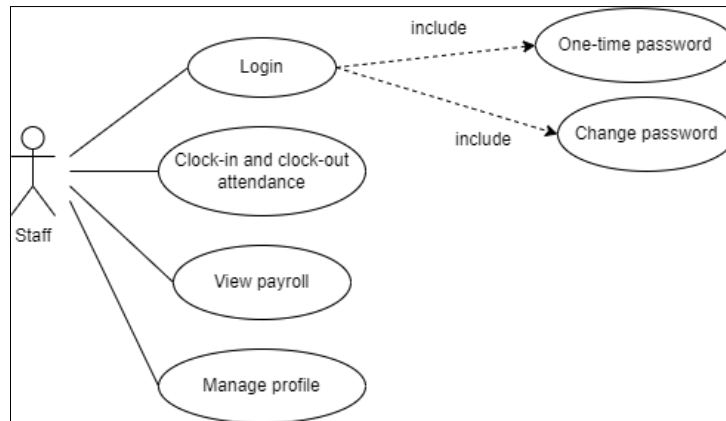 include
One-time password
Login
include
Change password
Clock-in and clock-out
attendance
Staff
View payroll
Manage profile